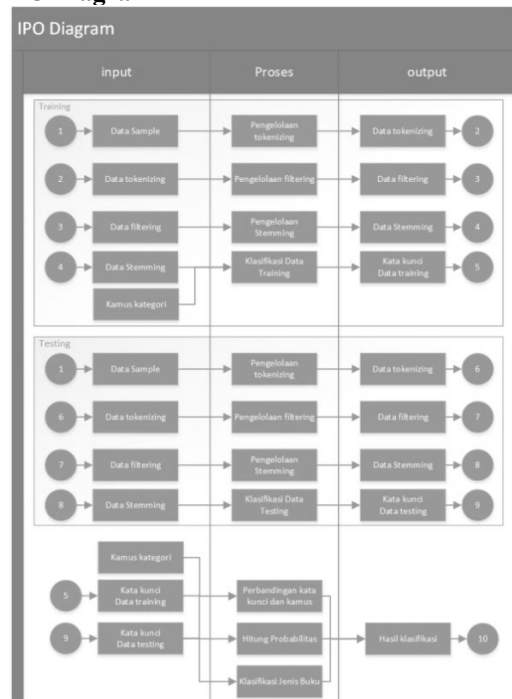 IPO Diagram
input Proses output
Training
1 Data Sample Pengelolaan tokenizing Data tokenizing 2
2 Data tokenizing Pengelolaan filtering Data filtering 3
3 Data filtering Pengelolaan Stemming Data Stemming 4
4 Data Stemming Klasifikasi Data Training Kata kunci Data training 5
Kamus kategori
Testing
1 Data Sample Pengelolaan tokenizing Data tokenizing 6
6 Data tokenizing Pengelolaan filtering Data filtering 7
7 Data filtering Pengelolaan Stemming Data Stemming 8
8 Data Stemming Klasifikasi Data Testing Kata kunci Data testing 9
Kamus kategori
5 Kata kunci Data training Perbandingan kata kunci dan kamus
9 Kata kunci Data testing Hitung Probabilitas Hasil klasifikasi 10
Klasifikasi Jenis Buku